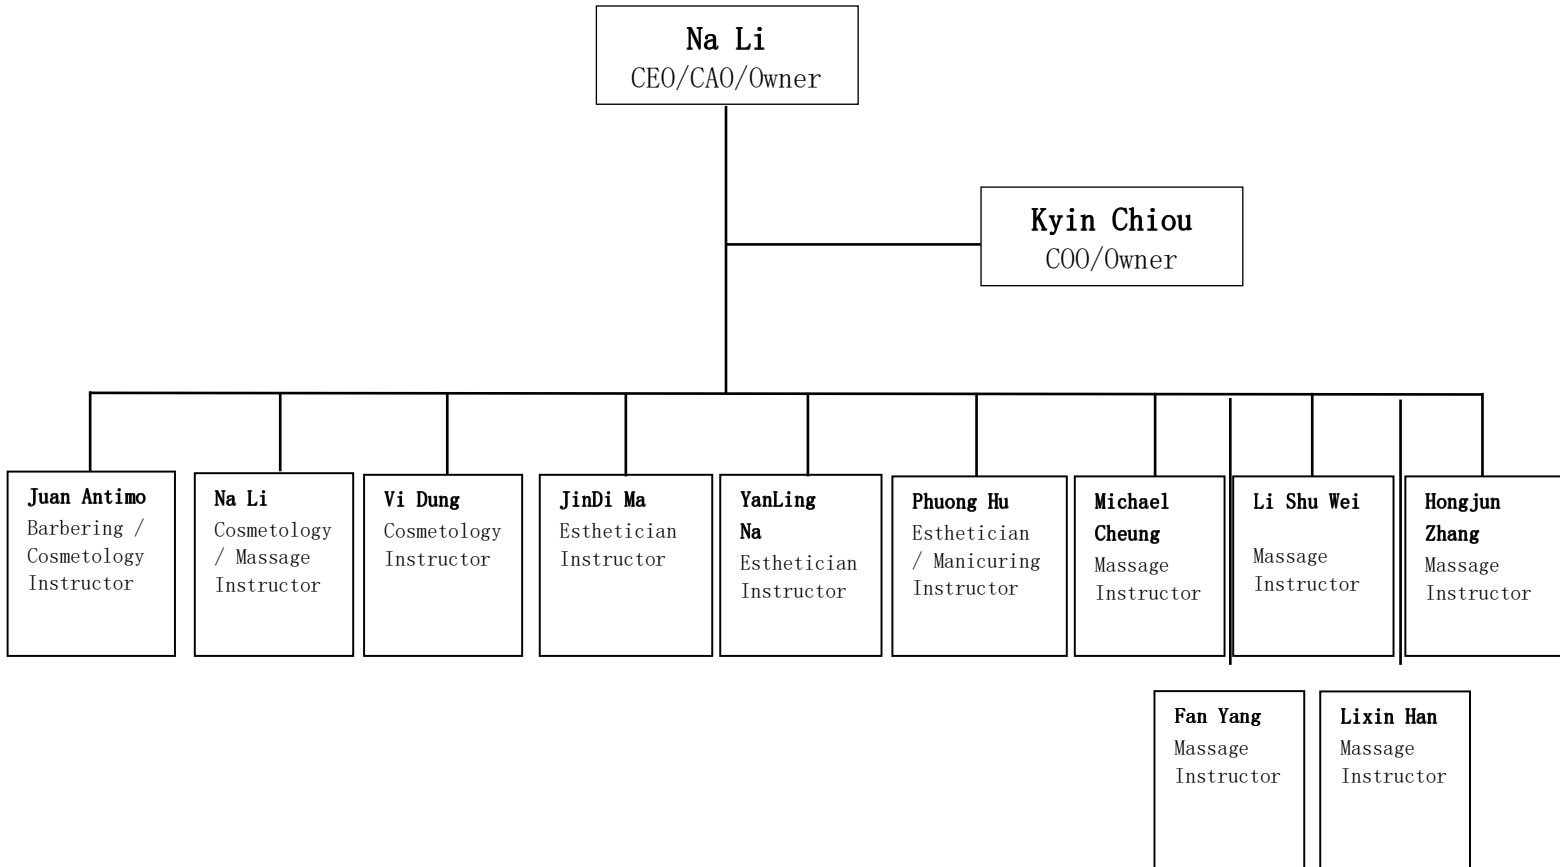 Na Li
CEO/CAO/Owner
Kyin Chiou
COO/Owner
Juan Antimo
Barbering /
Cosmetology
Instructor
Na Li
Cosmetology
/ Massage
Instructor
Vi Dung
Cosmetology
Instructor
JinDi Ma
Esthetician
Instructor
YanLing
Na
Esthetician
Instructor
Phuong Hu
Esthetician
/ Manicuring
Instructor
Michael
Cheung
Massage
Instructor
Li Shu Wei
Massage
Instructor
Hongjun
Zhang
Massage
Instructor
Fan Yang
Massage
Instructor
Lixin Han
Massage
Instructor